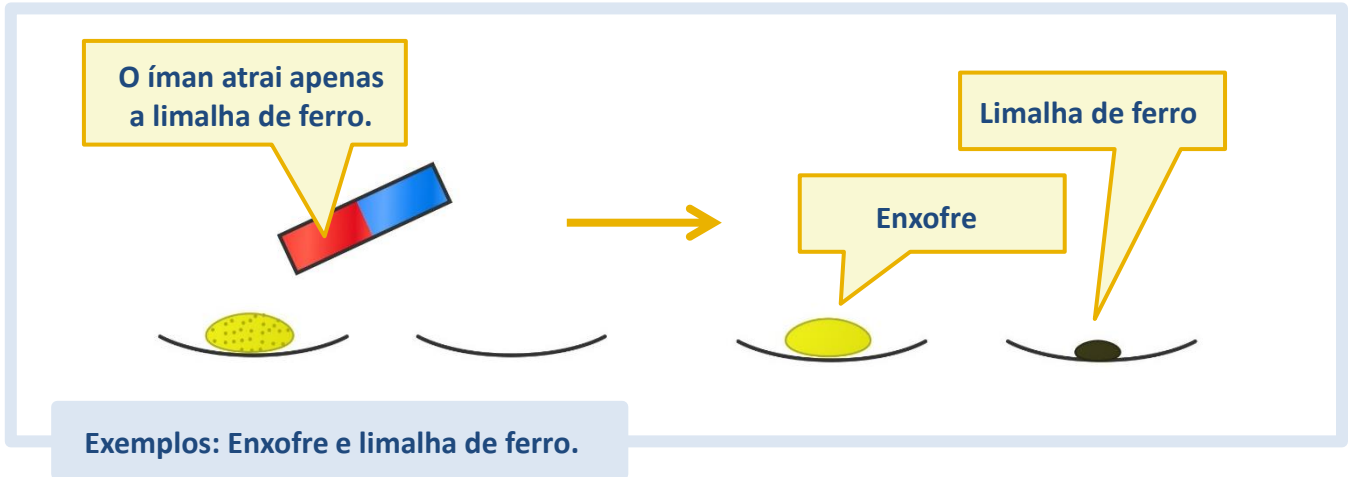 O íman atrai apenas
a limalha de ferro.
Limalha de ferro
Enxofre
Exemplos: Enxofre e limalha de ferro.